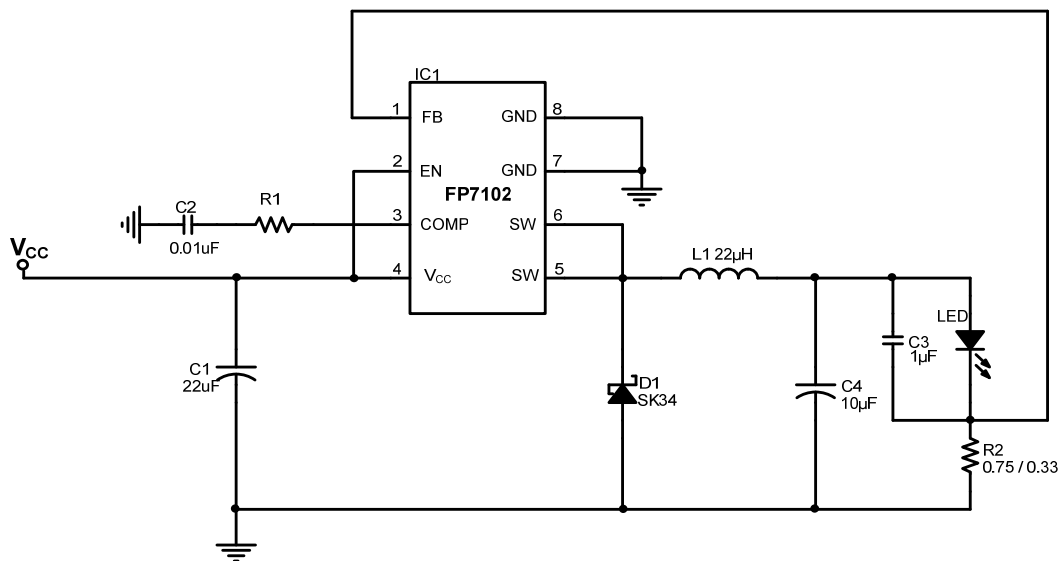 IC1
1 FB GND 8
2 EN GND 7
FP7102
C2 R1
3 COMP SW 6
0.01uF
VCC
4 VCC SW 5
L1 22µH
LED
C3
1µF
C1
22uF
D1
SK34
C4
10µF
R2
0.75 / 0.33